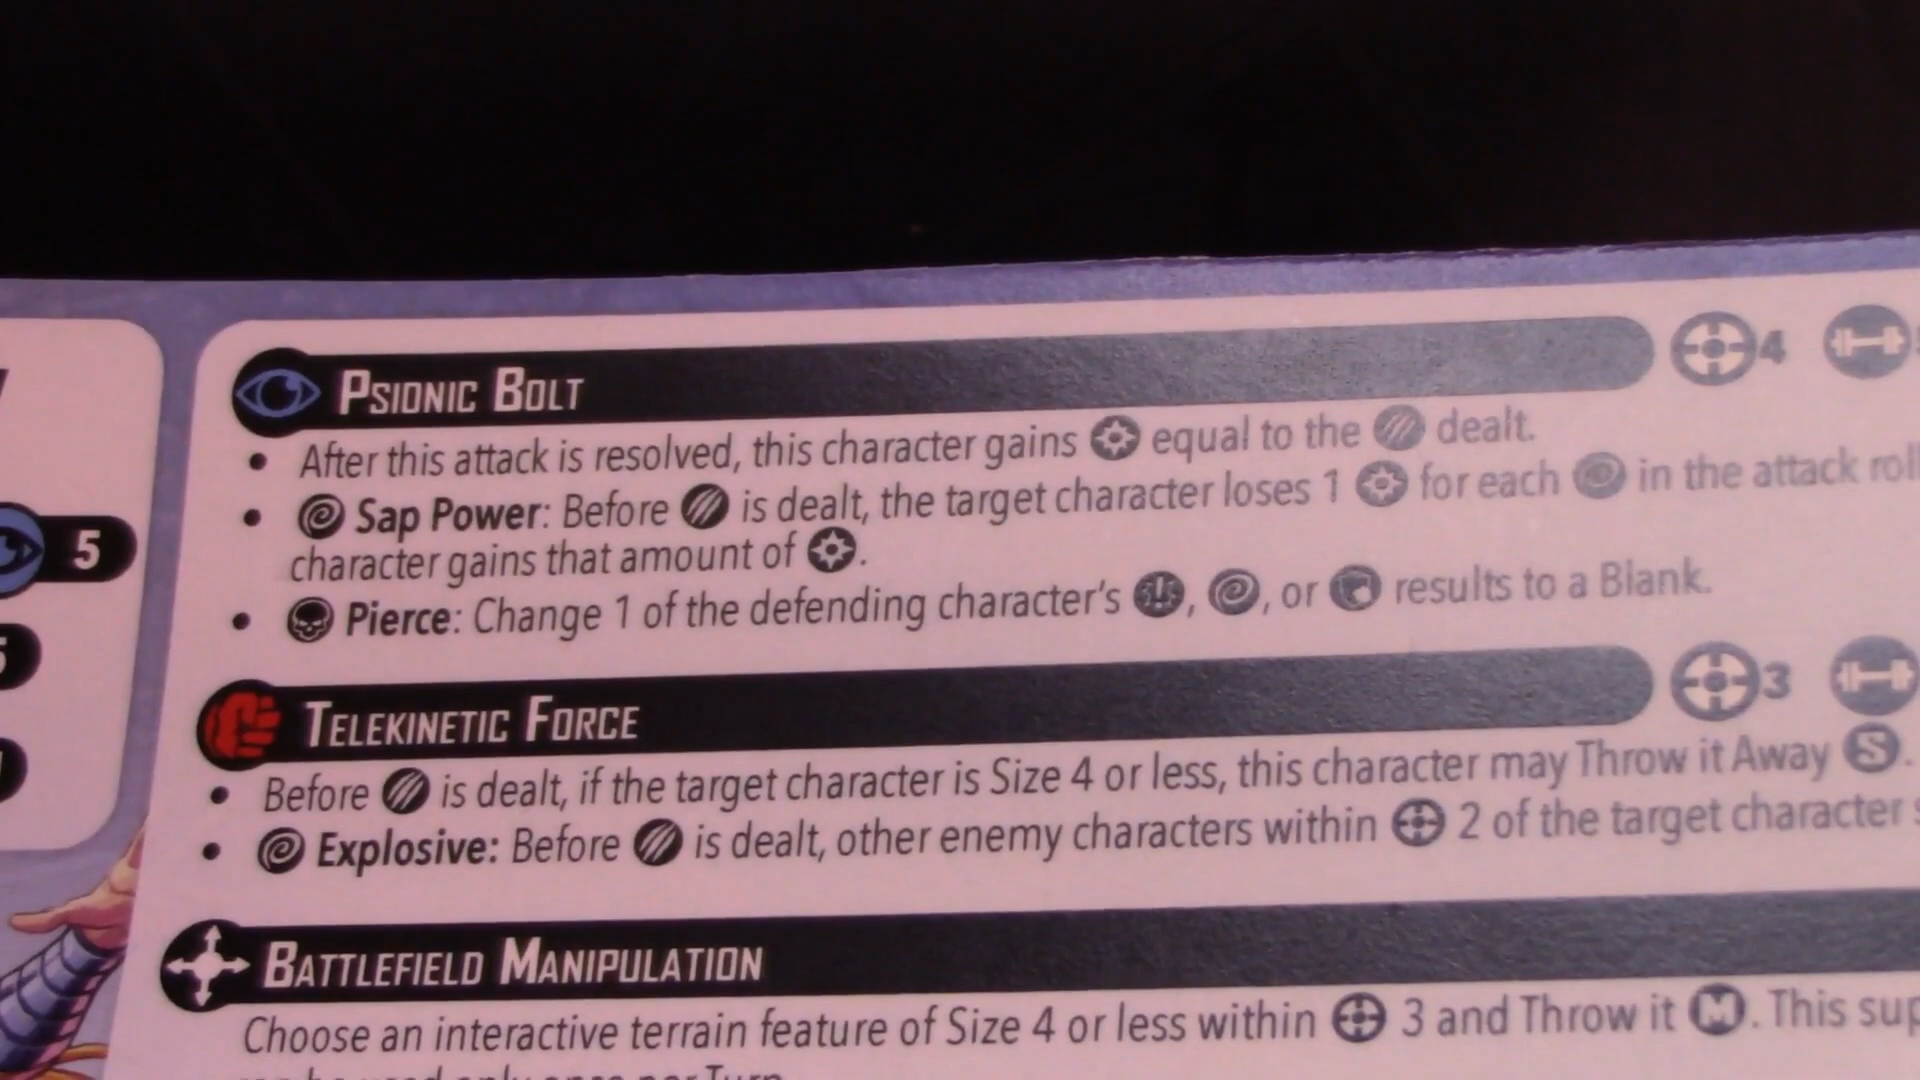 PSIONIC BOLT 4
After this attack is resolved, this character gains equal to the dealt.
Sap Power: Before is dealt, the target character loses 1 for each in the attack roll
character gains that amount of .
Pierce: Change 1 of the defending character's , , or results to a Blank.
5
TELEKINETIC FORCE 3
Before is dealt, if the target character is Size 4 or less, this character may Throw it Away S.
Explosive: Before is dealt, other enemy characters within 2 of the target character
BATTLEFIELD MANIPULATION
Choose an interactive terrain feature of Size 4 or less within 3 and Throw it M. This